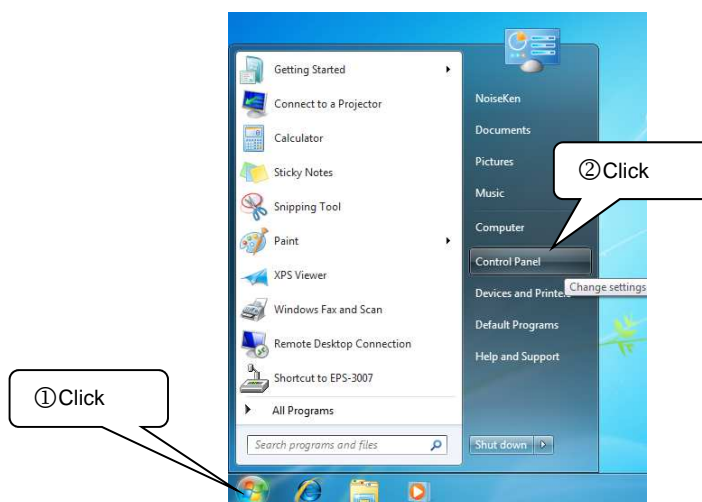 Getting Started
Connect to a Projector
Calculator
Sticky Notes
Snipping Tool
Paint
XPS Viewer
Windows Fax and Scan
Remote Desktop Connection
Shortcut to EPS-3007
All Programs
Search programs and files
NoiseKen
Documents
Pictures
Music
Computer
Control Panel
Change settings
Devices and Printers
Default Programs
Help and Support
Shut down
①Click
②Click